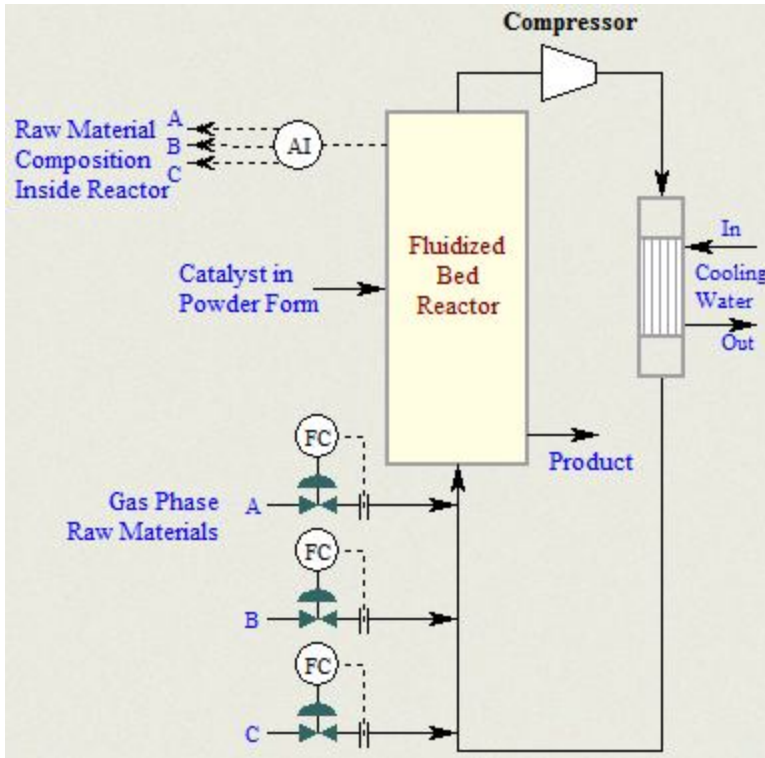 Compressor
Raw Material
Composition
Inside Reactor
A
B
C
AI
Fluidized
Bed
Reactor
In
Cooling
Water
Out
Catalyst in
Powder Form
FC
Product
Gas Phase
Raw Materials
A
FC
B
FC
C